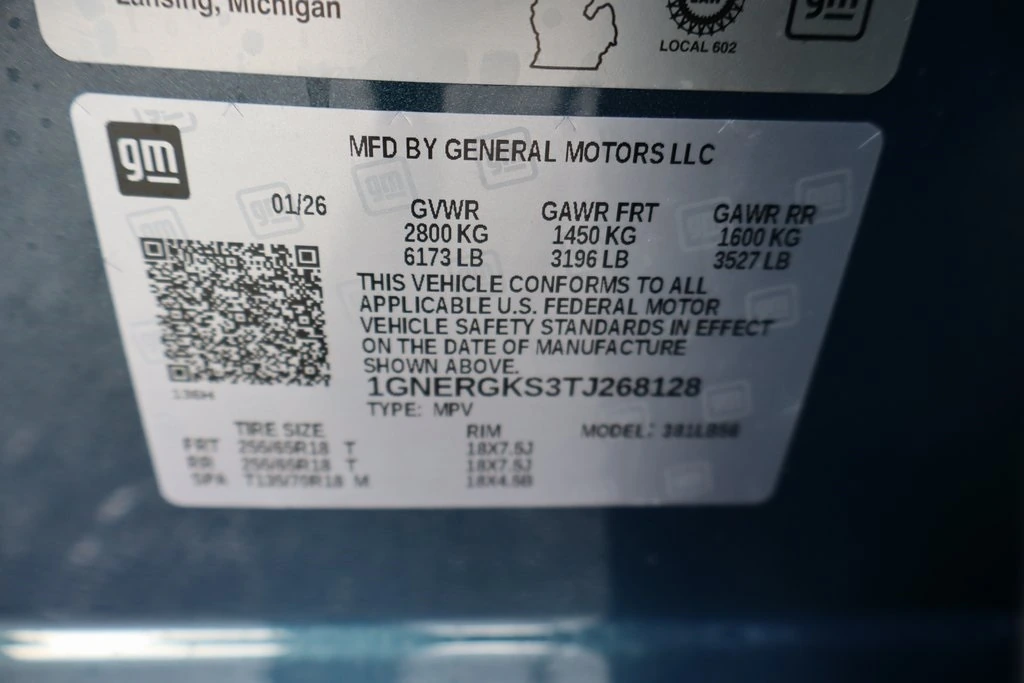 Lansing, Michigan
LOCAL 602
gm
gm
MFD BY GENERAL MOTORS LLC
01/26
GVWR GAWR FRT GAWR RR
2800 KG 1450 KG 1600 KG
6173 LB 3196 LB 3527 LB
THIS VEHICLE CONFORMS TO ALL
APPLICABLE U.S. FEDERAL MOTOR
VEHICLE SAFETY STANDARDS IN EFFECT
ON THE DATE OF MANUFACTURE
SHOWN ABOVE.
1GNERGKS3TJ268128
TYPE: MPV
TIRE SIZE RIM MODEL:
FRT 255/65R18 T 18X7.5J
RR 255/65R18 T 18X7.5J
SPA T135/70R18 M 18X4.5B